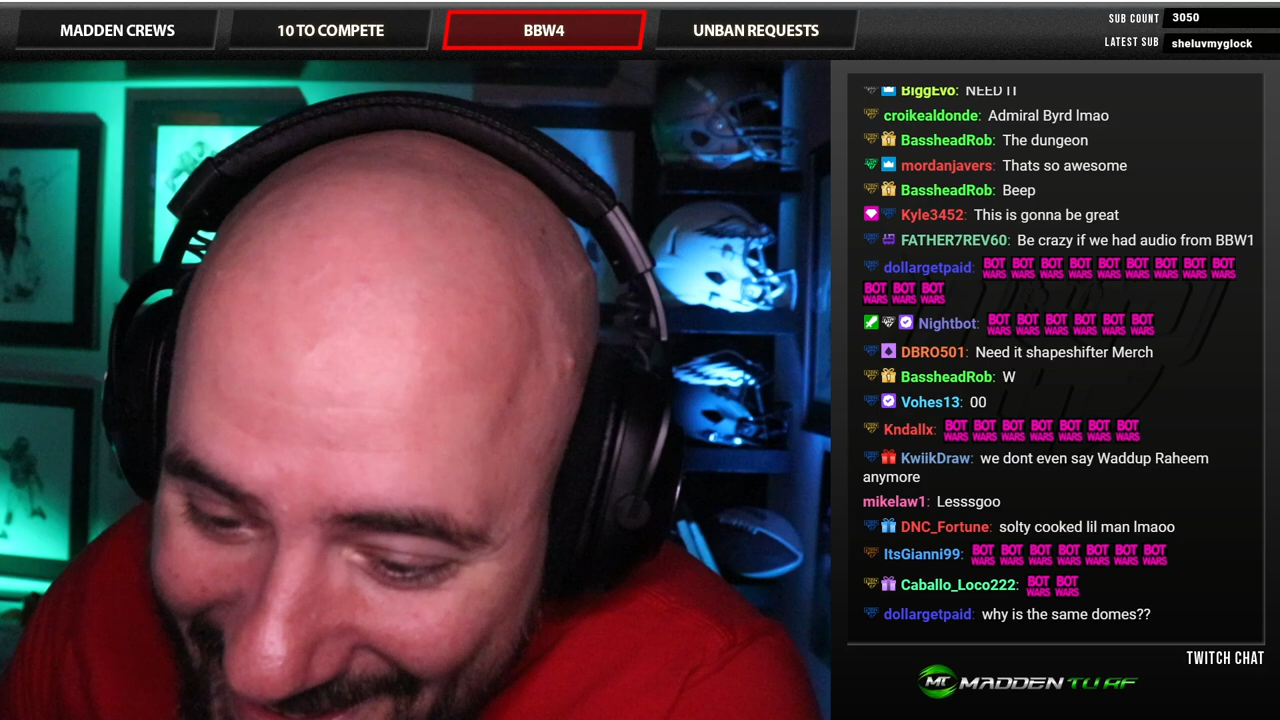 MADDEN CREWS
10 TO COMPETE
BBW4
UNBAN REQUESTS
SUB COUNT 3050
LATEST SUB sheluvmyglock
BiggEvo: NEED IT
croikealdonde: Admiral Byrd lmao
BassheadRob: The dungeon
mordanjavers: Thats so awesome
BassheadRob: Beep
Kyle3452: This is gonna be great
FATHER7REV60: Be crazy if we had audio from BBW1
dollargetpaid: BOT WARS BOT WARS BOT WARS BOT WARS BOT WARS BOT WARS BOT WARS BOT WARS BOT WARS
BOT WARS BOT WARS BOT WARS
Nightbot: BOT WARS BOT WARS BOT WARS BOT WARS BOT WARS BOT WARS
DBRO501: Need it shapeshifter Merch
BassheadRob: W
Vohes13: 00
Kndallx: BOT WARS BOT WARS BOT WARS BOT WARS BOT WARS BOT WARS BOT WARS
KwiikDraw: we dont even say Waddup Raheem
anymore
mikelaw1: Lesssgoo
DNC_Fortune: solty cooked lil man lmaoo
ItsGianni99: BOT WARS BOT WARS BOT WARS BOT WARS BOT WARS BOT WARS BOT WARS
Caballo_Loco222: BOT WARS BOT WARS
dollargetpaid: why is the same domes??
TWITCH CHAT
MT MADDEN TURF